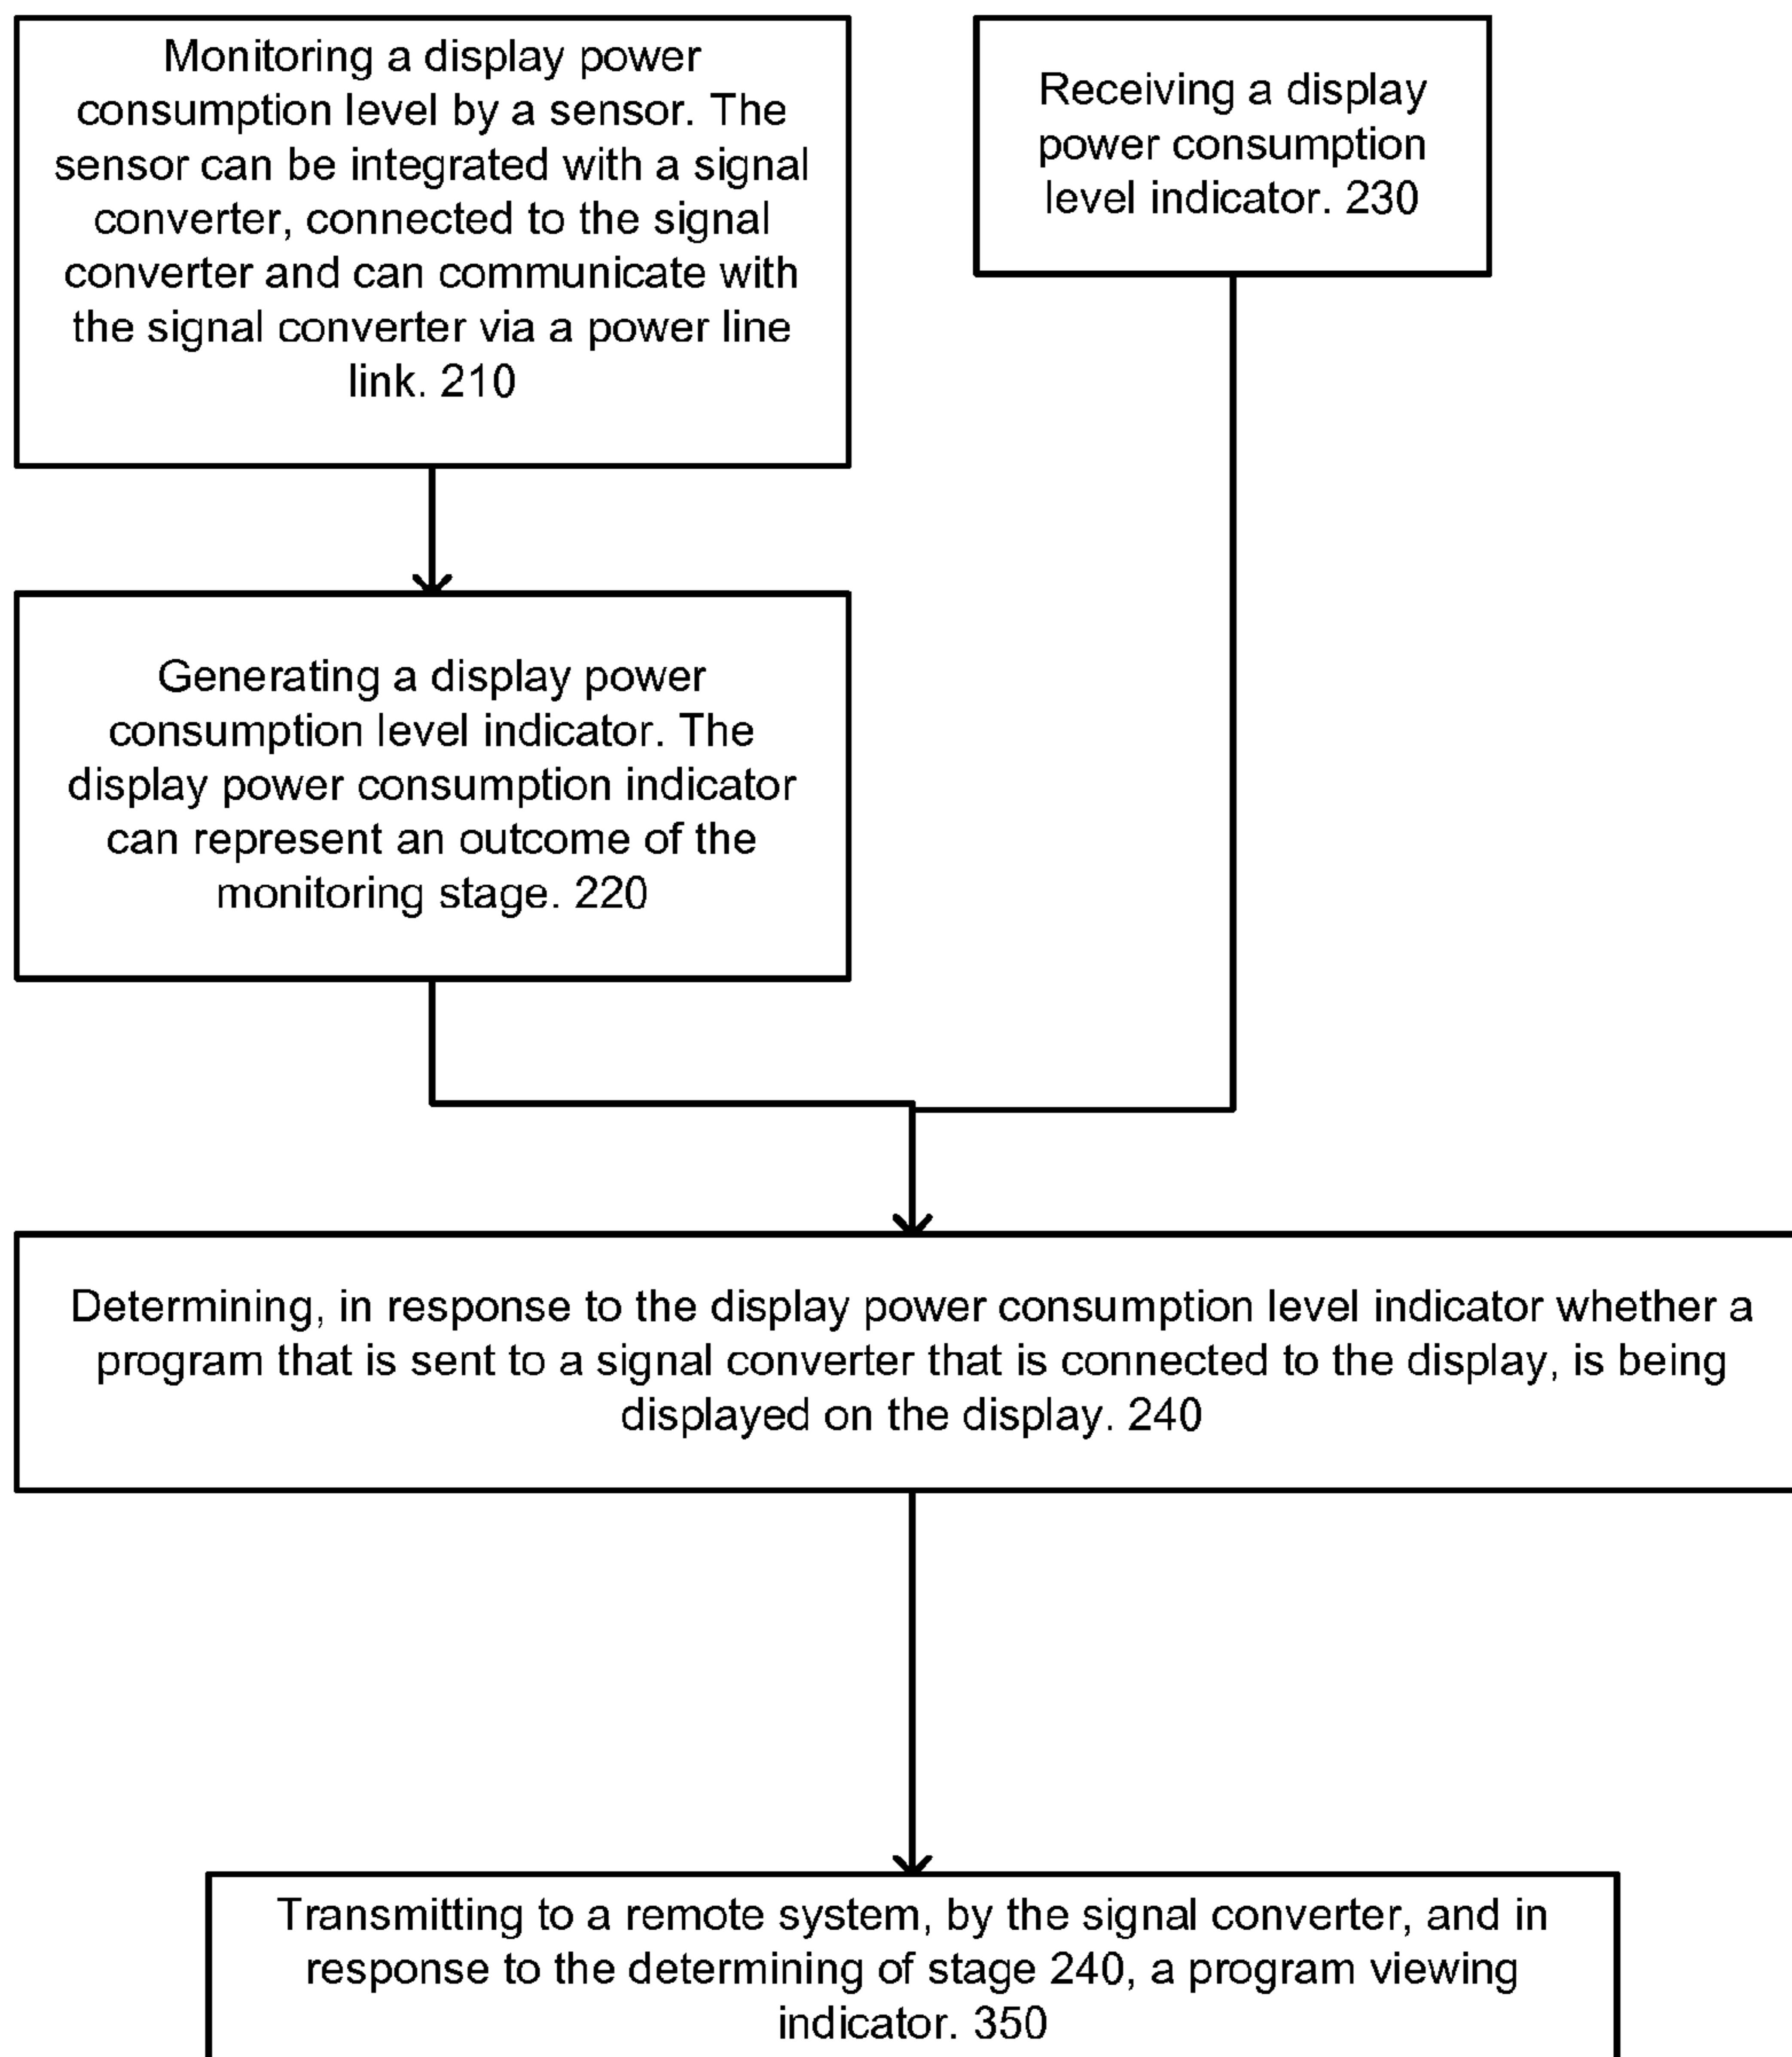 Monitoring a display power
consumption level by a sensor. The
sensor can be integrated with a signal
converter, connected to the signal
converter and can communicate with
the signal converter via a power line
link. 210
Receiving a display
power consumption
level indicator. 230
Generating a display power
consumption level indicator. The
display power consumption indicator
can represent an outcome of the
monitoring stage. 220
Determining, in response to the display power consumption level indicator whether a
program that is sent to a signal converter that is connected to the display, is being
displayed on the display. 240
Transmitting to a remote system, by the signal converter, and in
response to the determining of stage 240, a program viewing
indicator. 350